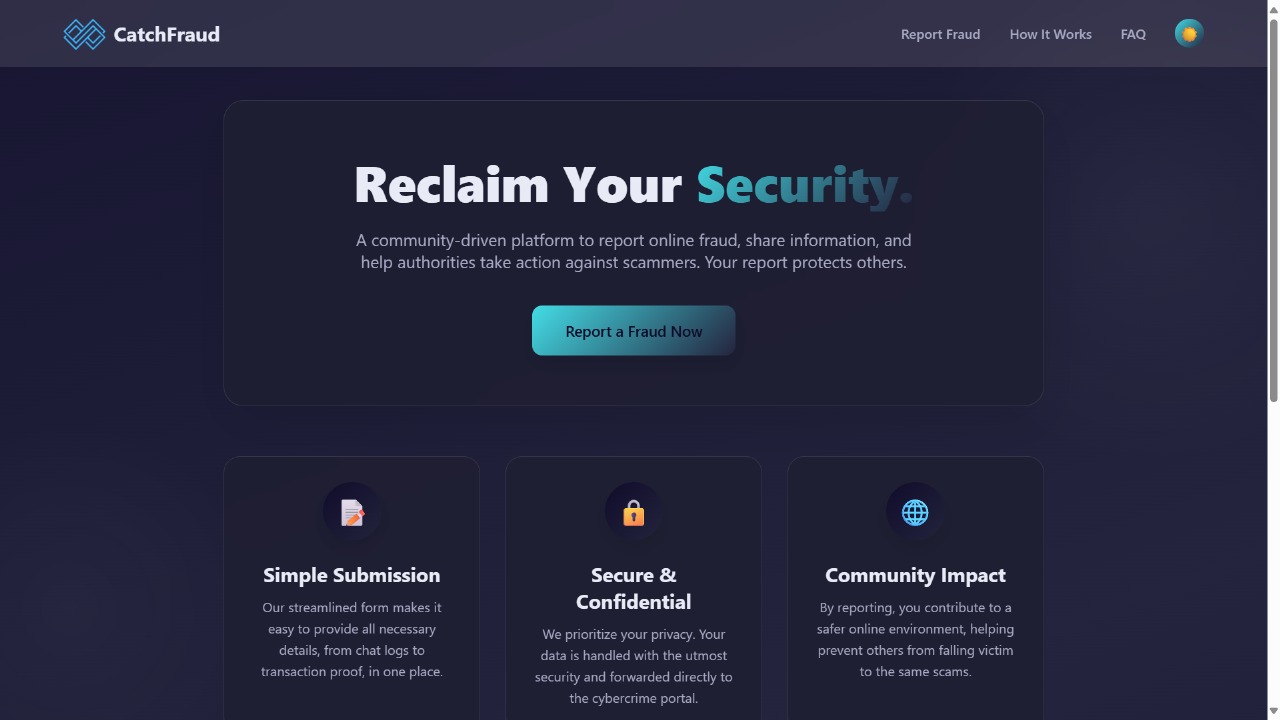 CatchFraud
Report Fraud
How It Works
FAQ
Reclaim Your Security.
A community-driven platform to report online fraud, share information, and
help authorities take action against scammers. Your report protects others.
Report a Fraud Now
Simple Submission
Our streamlined form makes it
easy to provide all necessary
details, from chat logs to
transaction proof, in one place.
Secure &
Confidential
We prioritize your privacy. Your
data is handled with the utmost
security and forwarded directly to
the cybercrime portal.
Community Impact
By reporting, you contribute to a
safer online environment, helping
prevent others from falling victim
to the same scams.